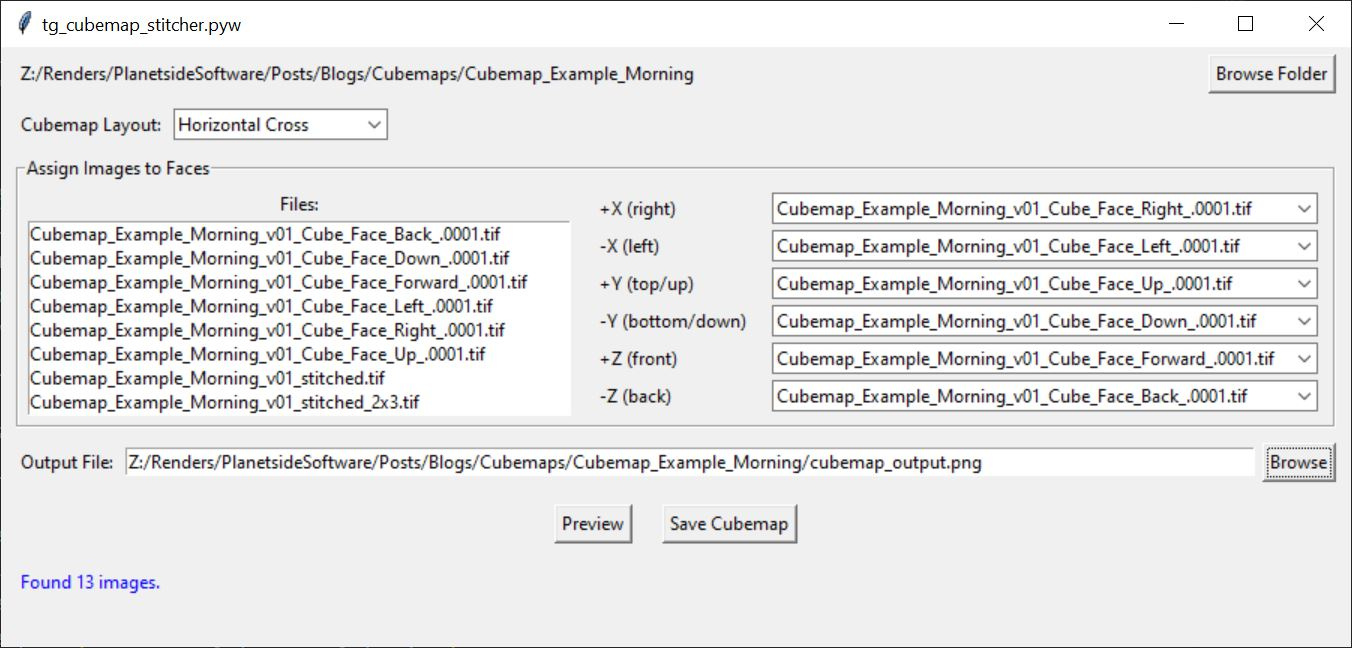 tg_cubemap_stitcher.pyw
Z:/Renders/PlanetsideSoftware/Posts/Blogs/Cubemaps/Cubemap_Example_Morning
Browse Folder
Cubemap Layout: Horizontal Cross
Assign Images to Faces
Files:
Cubemap_Example_Morning_v01_Cube_Face_Back_.0001.tif
Cubemap_Example_Morning_v01_Cube_Face_Down_.0001.tif
Cubemap_Example_Morning_v01_Cube_Face_Forward_.0001.tif
Cubemap_Example_Morning_v01_Cube_Face_Left_.0001.tif
Cubemap_Example_Morning_v01_Cube_Face_Right_.0001.tif
Cubemap_Example_Morning_v01_Cube_Face_Up_.0001.tif
Cubemap_Example_Morning_v01_stitched.tif
Cubemap_Example_Morning_v01_stitched_2x3.tif
+X (right) Cubemap_Example_Morning_v01_Cube_Face_Right_.0001.tif
-X (left) Cubemap_Example_Morning_v01_Cube_Face_Left_.0001.tif
+Y (top/up) Cubemap_Example_Morning_v01_Cube_Face_Up_.0001.tif
-Y (bottom/down) Cubemap_Example_Morning_v01_Cube_Face_Down_.0001.tif
+Z (front) Cubemap_Example_Morning_v01_Cube_Face_Forward_.0001.tif
-Z (back) Cubemap_Example_Morning_v01_Cube_Face_Back_.0001.tif
Output File: Z:/Renders/PlanetsideSoftware/Posts/Blogs/Cubemaps/Cubemap_Example_Morning/cubemap_output.png Browse
Preview Save Cubemap
Found 13 images.